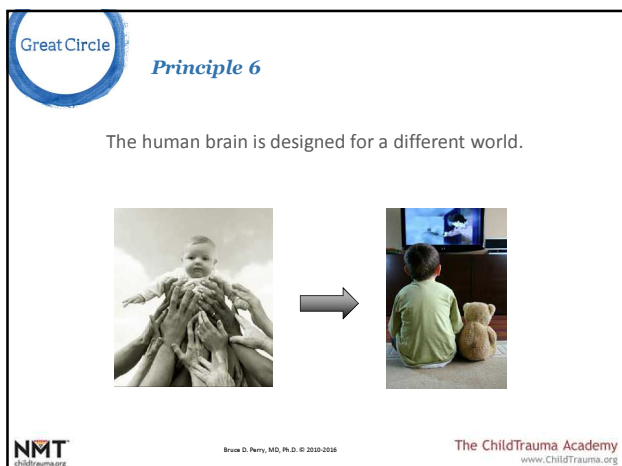 Great Circle
Principle 6
The human brain is designed for a different world.
NMT
childtrauma.org
Bruce D. Perry, MD, Ph.D. © 2010-2016
The ChildTrauma Academy
www.ChildTrauma.org